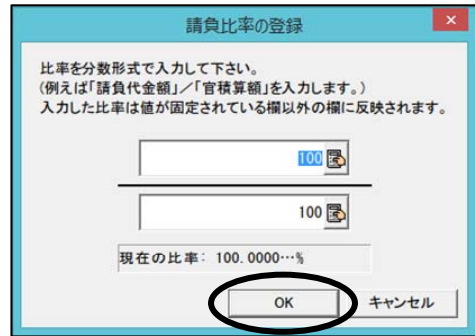 請負比率の登録
×
比率を分数形式で入力して下さい。
(例えば「請負代金額」／「官積算額」を入力します。)
入力した比率は値が固定されている欄以外の欄に反映されます。
100
100
現在の比率： 100.0000…%
OK キャンセル